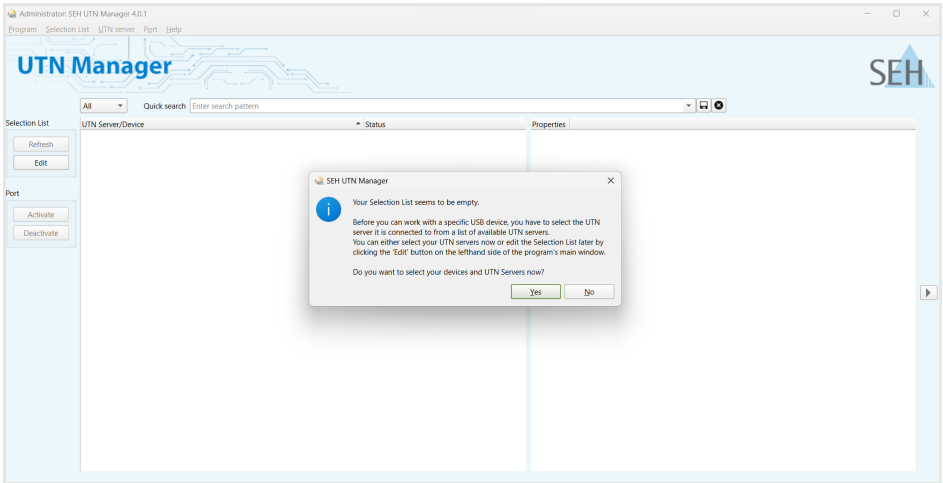 Administrator: SEH UTN Manager 4.0.1
Program Selection List UTN server Port Help
UTN Manager
SEH
All Quick search Enter search pattern
Selection List
UTN Server/Device Status Properties
Refresh
Edit
Port
Activate
Deactivate
SEH UTN Manager
Your Selection List seems to be empty.
Before you can work with a specific USB device, you have to select the UTN
server it is connected to from a list of available UTN servers.
You can either select your UTN servers now or edit the Selection List later by
clicking the 'Edit' button on the lefthand side of the program's main window.
Do you want to select your devices and UTN Servers now?
Yes No